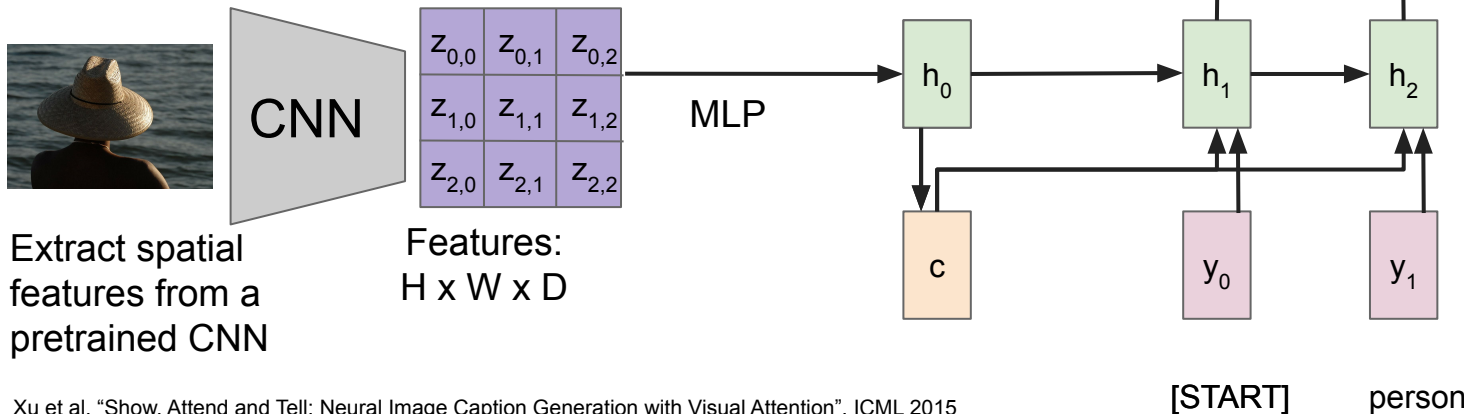 CNN
z0,0 z0,1 z0,2
z1,0 z1,1 z1,2
z2,0 z2,1 z2,2
MLP
h0
h1
h2
Extract spatial
features from a
pretrained CNN
Features:
H x W x D
c
y0
y1
[START]
person
Xu et al, “Show, Attend and Tell: Neural Image Caption Generation with Visual Attention”, ICML 2015